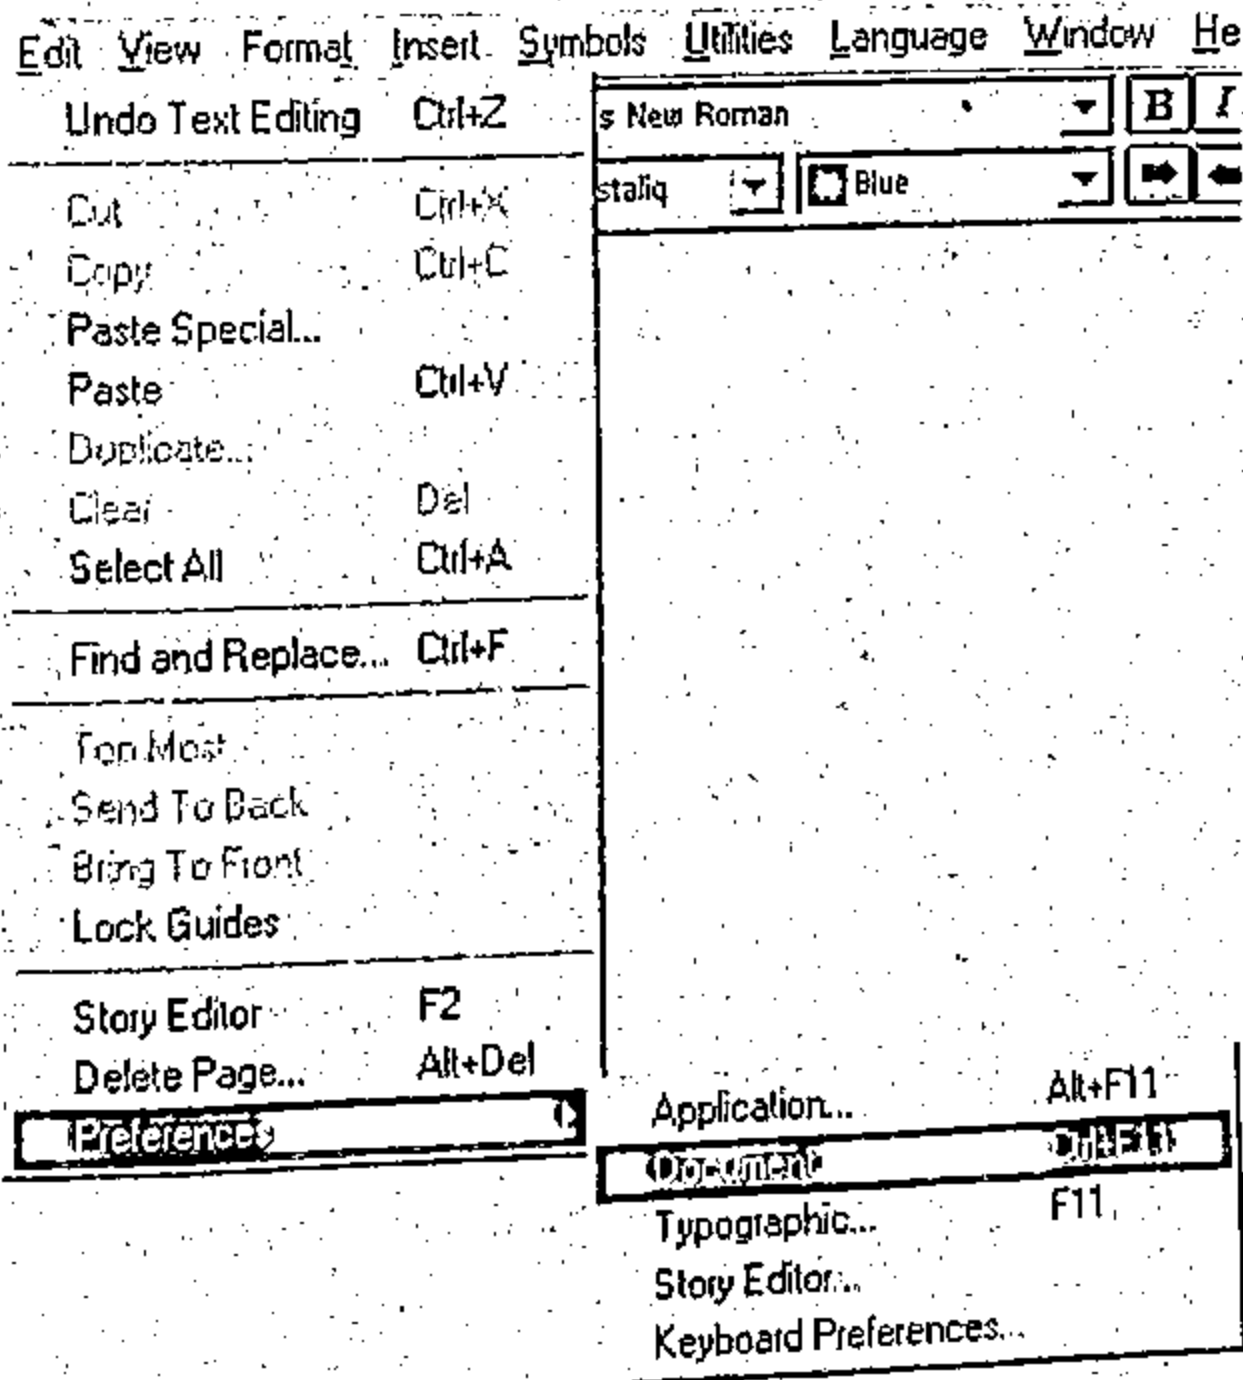 Edit View Format Insert Symbols Utilities Language Window He
Undo Text Editing Ctrl+Z
s New Roman B I
staliq Blue
Cut Ctrl+X
Copy Ctrl+C
Paste Special...
Paste Ctrl+V
Duplicate...
Clear Del
Select All Ctrl+A
Find and Replace... Ctrl+F
Top Most
Send To Back
Bring To Front
Lock Guides
Story Editor F2
Delete Page... Alt+Del
Preferences
Application... Alt+F11
Document Ctrl+F11
Typographic... F11
Story Editor...
Keyboard Preferences...